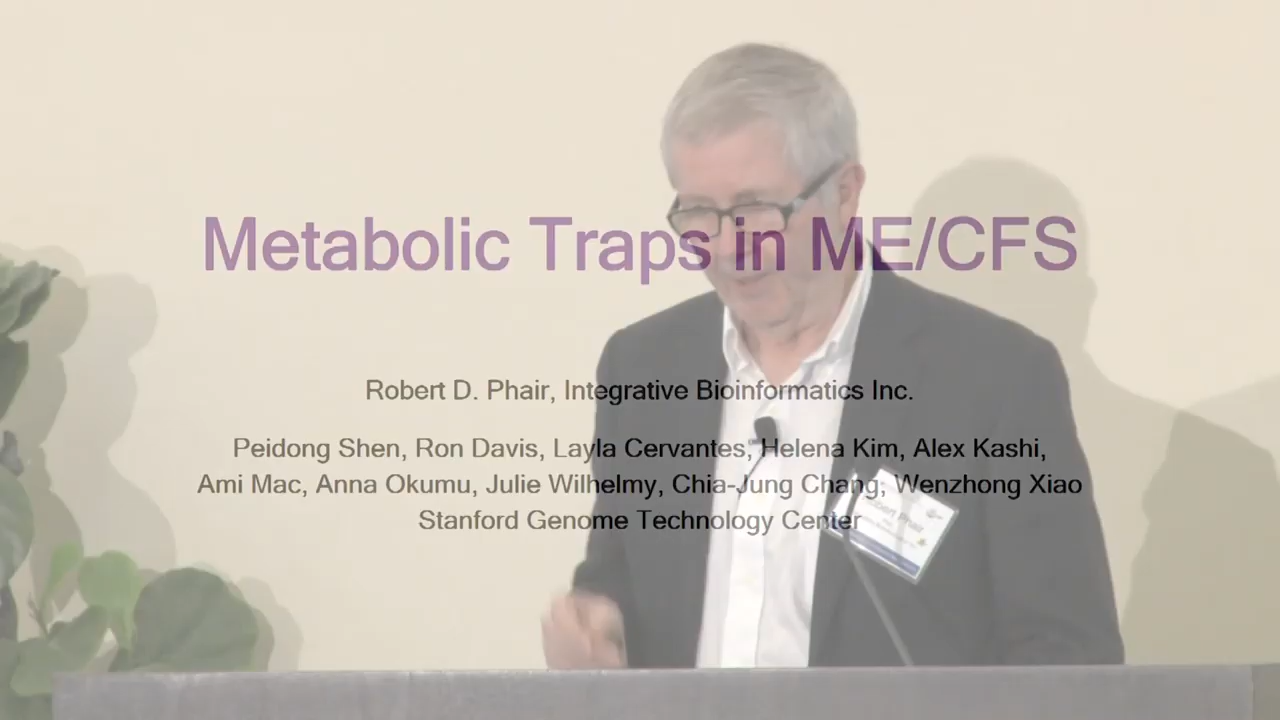 Metabolic Traps in ME/CFS
Robert D. Phair, Integrative Bioinformatics Inc.
Peidong Shen, Ron Davis, Layla Cervantes, Helena Kim, Alex Kashi,
Ami Mac, Anna Okumu, Julie Wilhelmy, Chia-Jung Chang, Wenzhong Xiao
Stanford Genome Technology Center
Phair